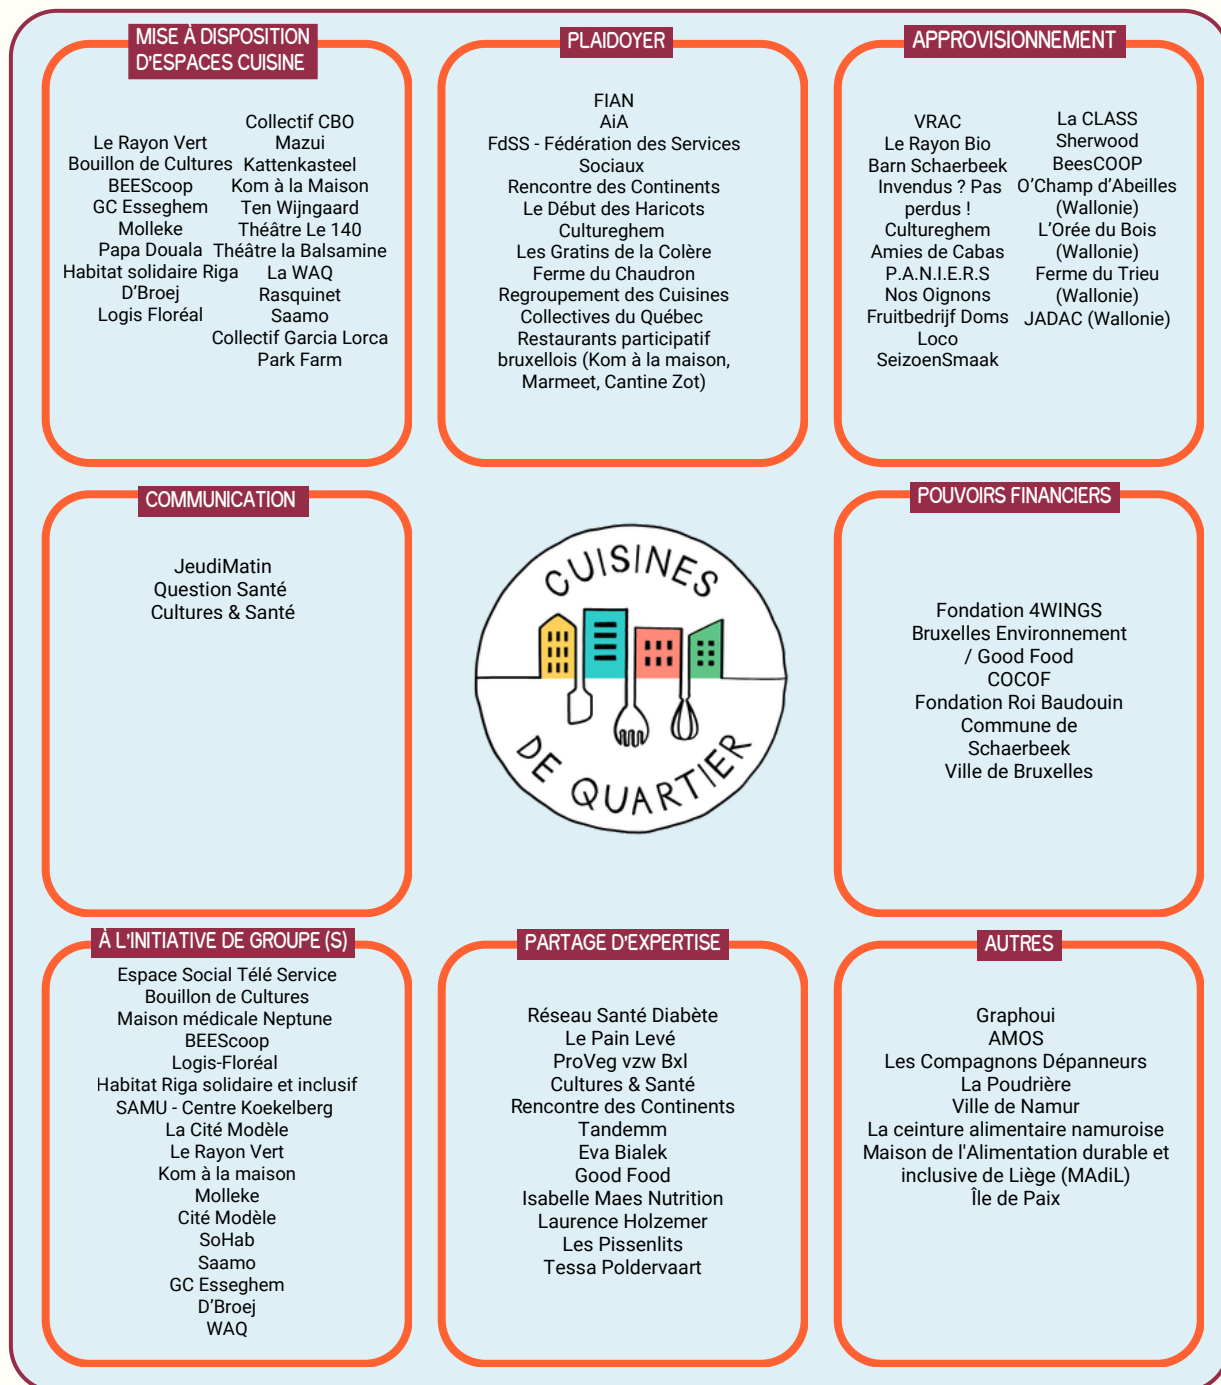 MISE À DISPOSITION
D'ESPACES CUISINE
Le Rayon Vert
Bouillon de Cultures
BEEScoop
GC Esseghem
Molleke
Papa Douala
Habitat solidaire Riga
D'Broej
Logis Floréal
Collectif CBO
Mazui
Kattenkasteel
Kom à la Maison
Ten Wijngaard
Théâtre Le 140
Théâtre la Balsamine
La WAQ
Rasquinet
Saamo
Collectif Garcia Lorca
Park Farm
PLAIDOYER
FIAN
AiA
FdSS - Fédération des Services
Sociaux
Rencontre des Continents
Le Début des Haricots
Cultureghem
Les Gratins de la Colère
Ferme du Chaudron
Regroupement des Cuisines
Collectives du Québec
Restaurants participatif
bruxellois (Kom à la maison,
Marmeet, Cantine Zot)
APPROVISIONNEMENT
VRAC
Le Rayon Bio
Barn Schaerbeek
Invendus ? Pas
perdus !
Cultureghem
Amies de Cabas
P.A.N.I.E.R.S
Nos Oignons
Fruitbedrijf Doms
Loco
SeizoenSmaak
La CLASS
Sherwood
BeesCOOP
O'Champ d'Abeilles
(Wallonie)
L'Orée du Bois
(Wallonie)
Ferme du Trieu
(Wallonie)
JADAC (Wallonie)
COMMUNICATION
JeudiMatin
Question Santé
Cultures & Santé
CUISINES
DE QUARTIER
POUVOIRS FINANCIERS
Fondation 4WINGS
Bruxelles Environnement
/ Good Food
COCOF
Fondation Roi Baudouin
Commune de
Schaerbeek
Ville de Bruxelles
À L'INITIATIVE DE GROUPE (S)
Espace Social Télé Service
Bouillon de Cultures
Maison médicale Neptune
BEEScoop
Logis-Floréal
Habitat Riga solidaire et inclusif
SAMU - Centre Koekelberg
La Cité Modèle
Le Rayon Vert
Kom à la maison
Molleke
Cité Modèle
SoHab
Saamo
GC Esseghem
D'Broej
WAQ
PARTAGE D'EXPERTISE
Réseau Santé Diabète
Le Pain Levé
ProVeg vzw Bxl
Cultures & Santé
Rencontre des Continents
Tandemm
Eva Bialek
Good Food
Isabelle Maes Nutrition
Laurence Holzemer
Les Pissenlits
Tessa Poldervaart
AUTRES
Graphoui
AMOS
Les Compagnons Dépanneurs
La Poudrière
Ville de Namur
La ceinture alimentaire namuroise
Maison de l'Alimentation durable et
inclusive de Liège (MAdiL)
Île de Paix